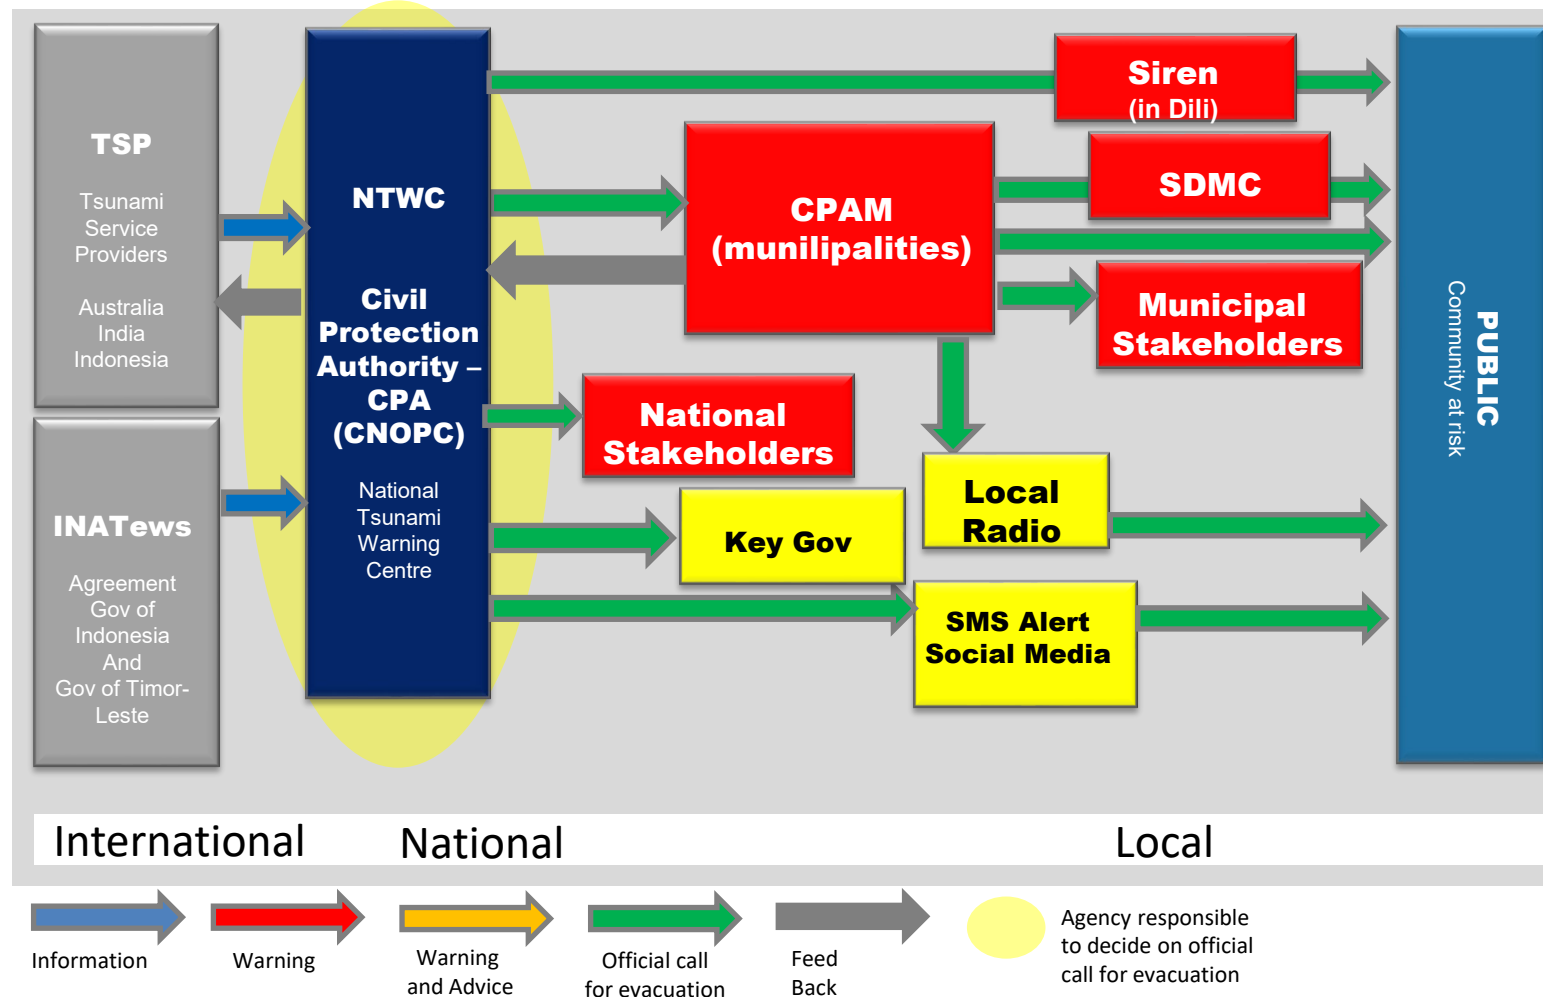 TSP
Tsunami
Service
Providers
Australia
India
Indonesia
INATews
Agreement
Gov of
Indonesia
And
Gov of Timor-
Leste
NTWC
Civil
Protection
Authority –
CPA
(CNOPC)
National
Tsunami
Warning
Centre
Siren
(in Dili)
CPAM
(munilipalities)
SDMC
Municipal
Stakeholders
National
Stakeholders
Key Gov
Local
Radio
SMS Alert
Social Media
PUBLIC
Community at risk
International
National
Local
Information
Warning
Warning
and Advice
Official call
for evacuation
Feed
Back
Agency responsible
to decide on official
call for evacuation